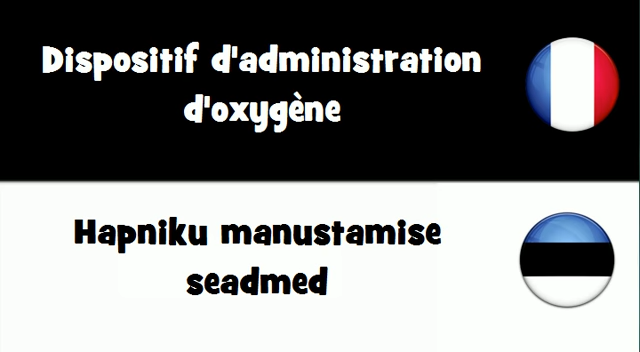 Dispositif d'administration
d'oxygène
Hapniku manustamise
seadmed